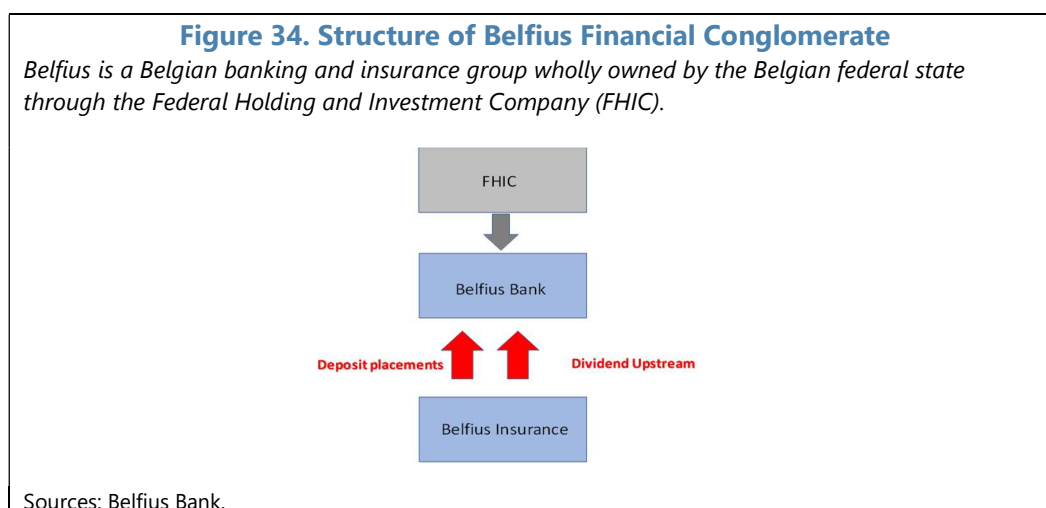 Figure 34. Structure of Belfius Financial Conglomerate
Belfius is a Belgian banking and insurance group wholly owned by the Belgian federal state
through the Federal Holding and Investment Company (FHIC).
FHIC
Belfius Bank
Deposit placements
Dividend Upstream
Belfius Insurance
Sources: Belfius Bank.